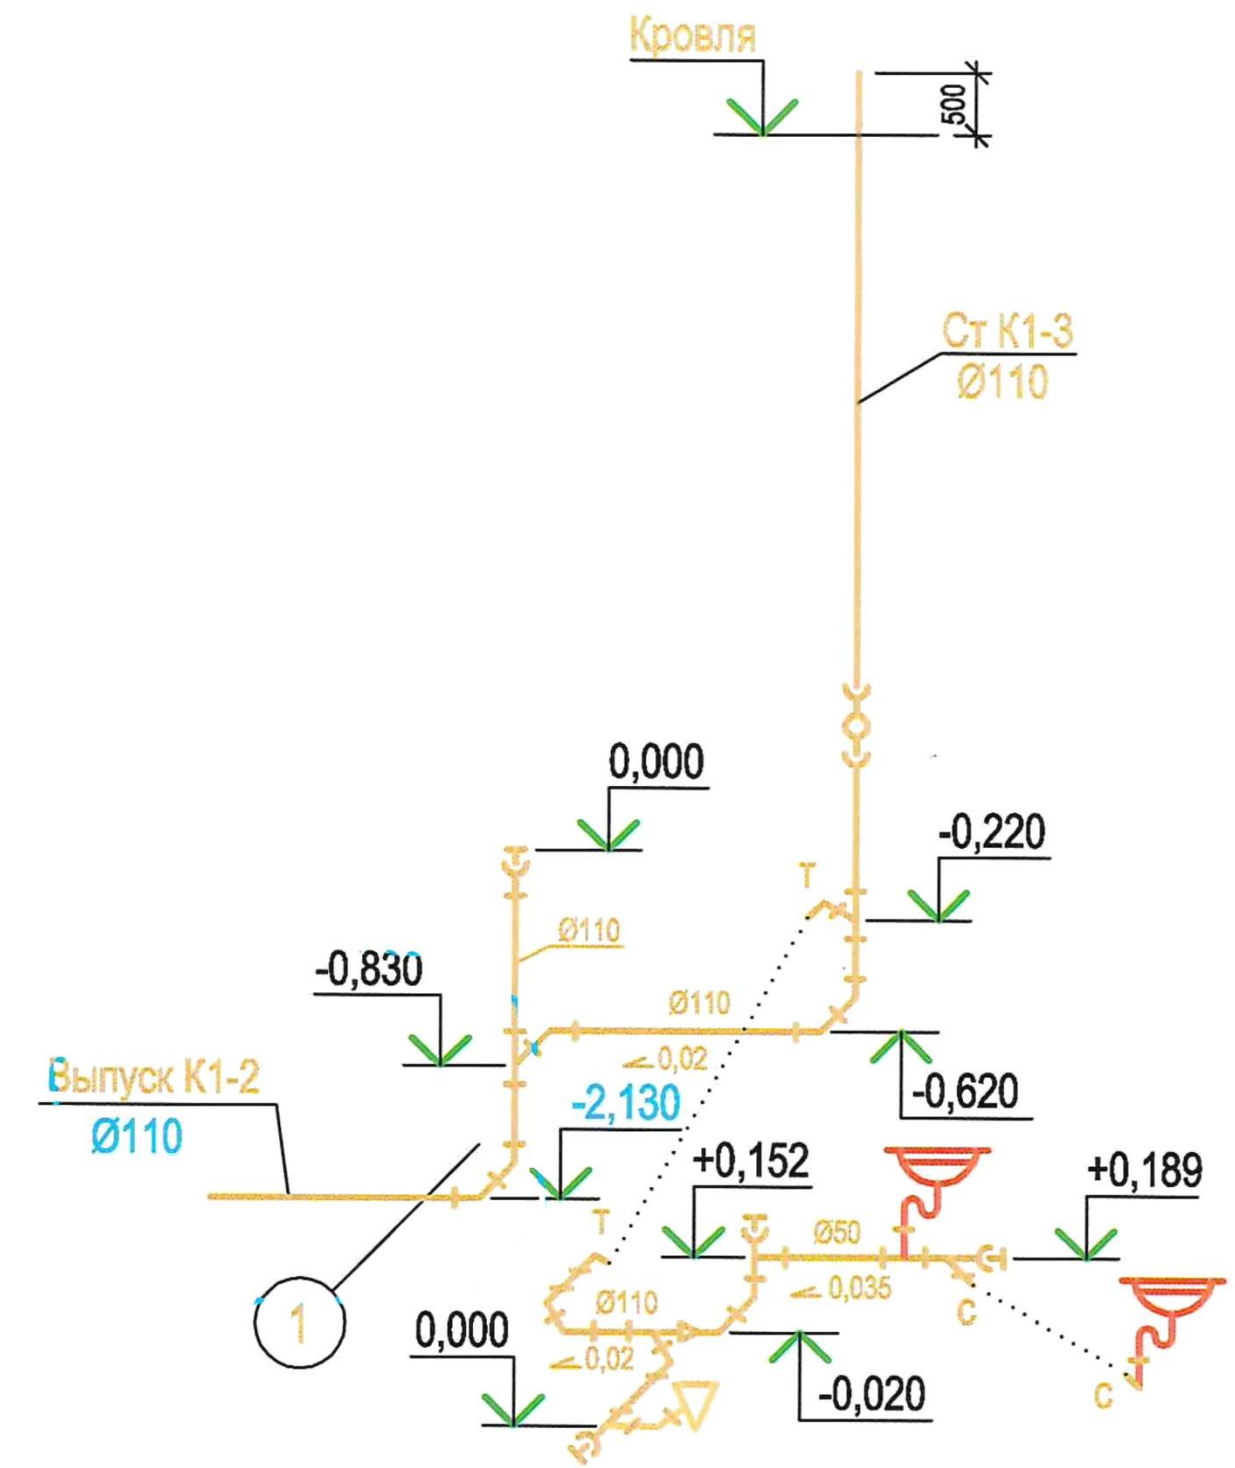 Кровля
500
Ст К1-3
Ø110
0,000
-0,220
Т
Ø110
-0,830
Ø110
0,02
Выпуск К1-2
Ø110
-2,130
-0,620
+0,152
+0,189
Т
Ø50
0,035
Ø110
С
1
0,000
0,02
-0,020
С